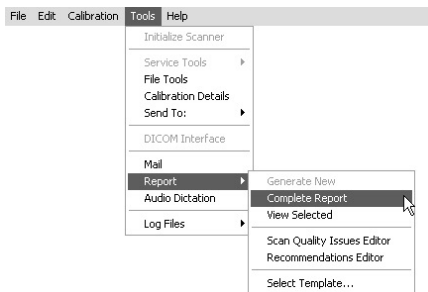 File Edit Calibration Tools Help
Initialize Scanner
Service Tools
File Tools
Calibration Details
Send To:
DICOM Interface
Mail
Report
Audio Dictation
Log Files
Generate New
Complete Report
View Selected
Scan Quality Issues Editor
Recommendations Editor
Select Template...